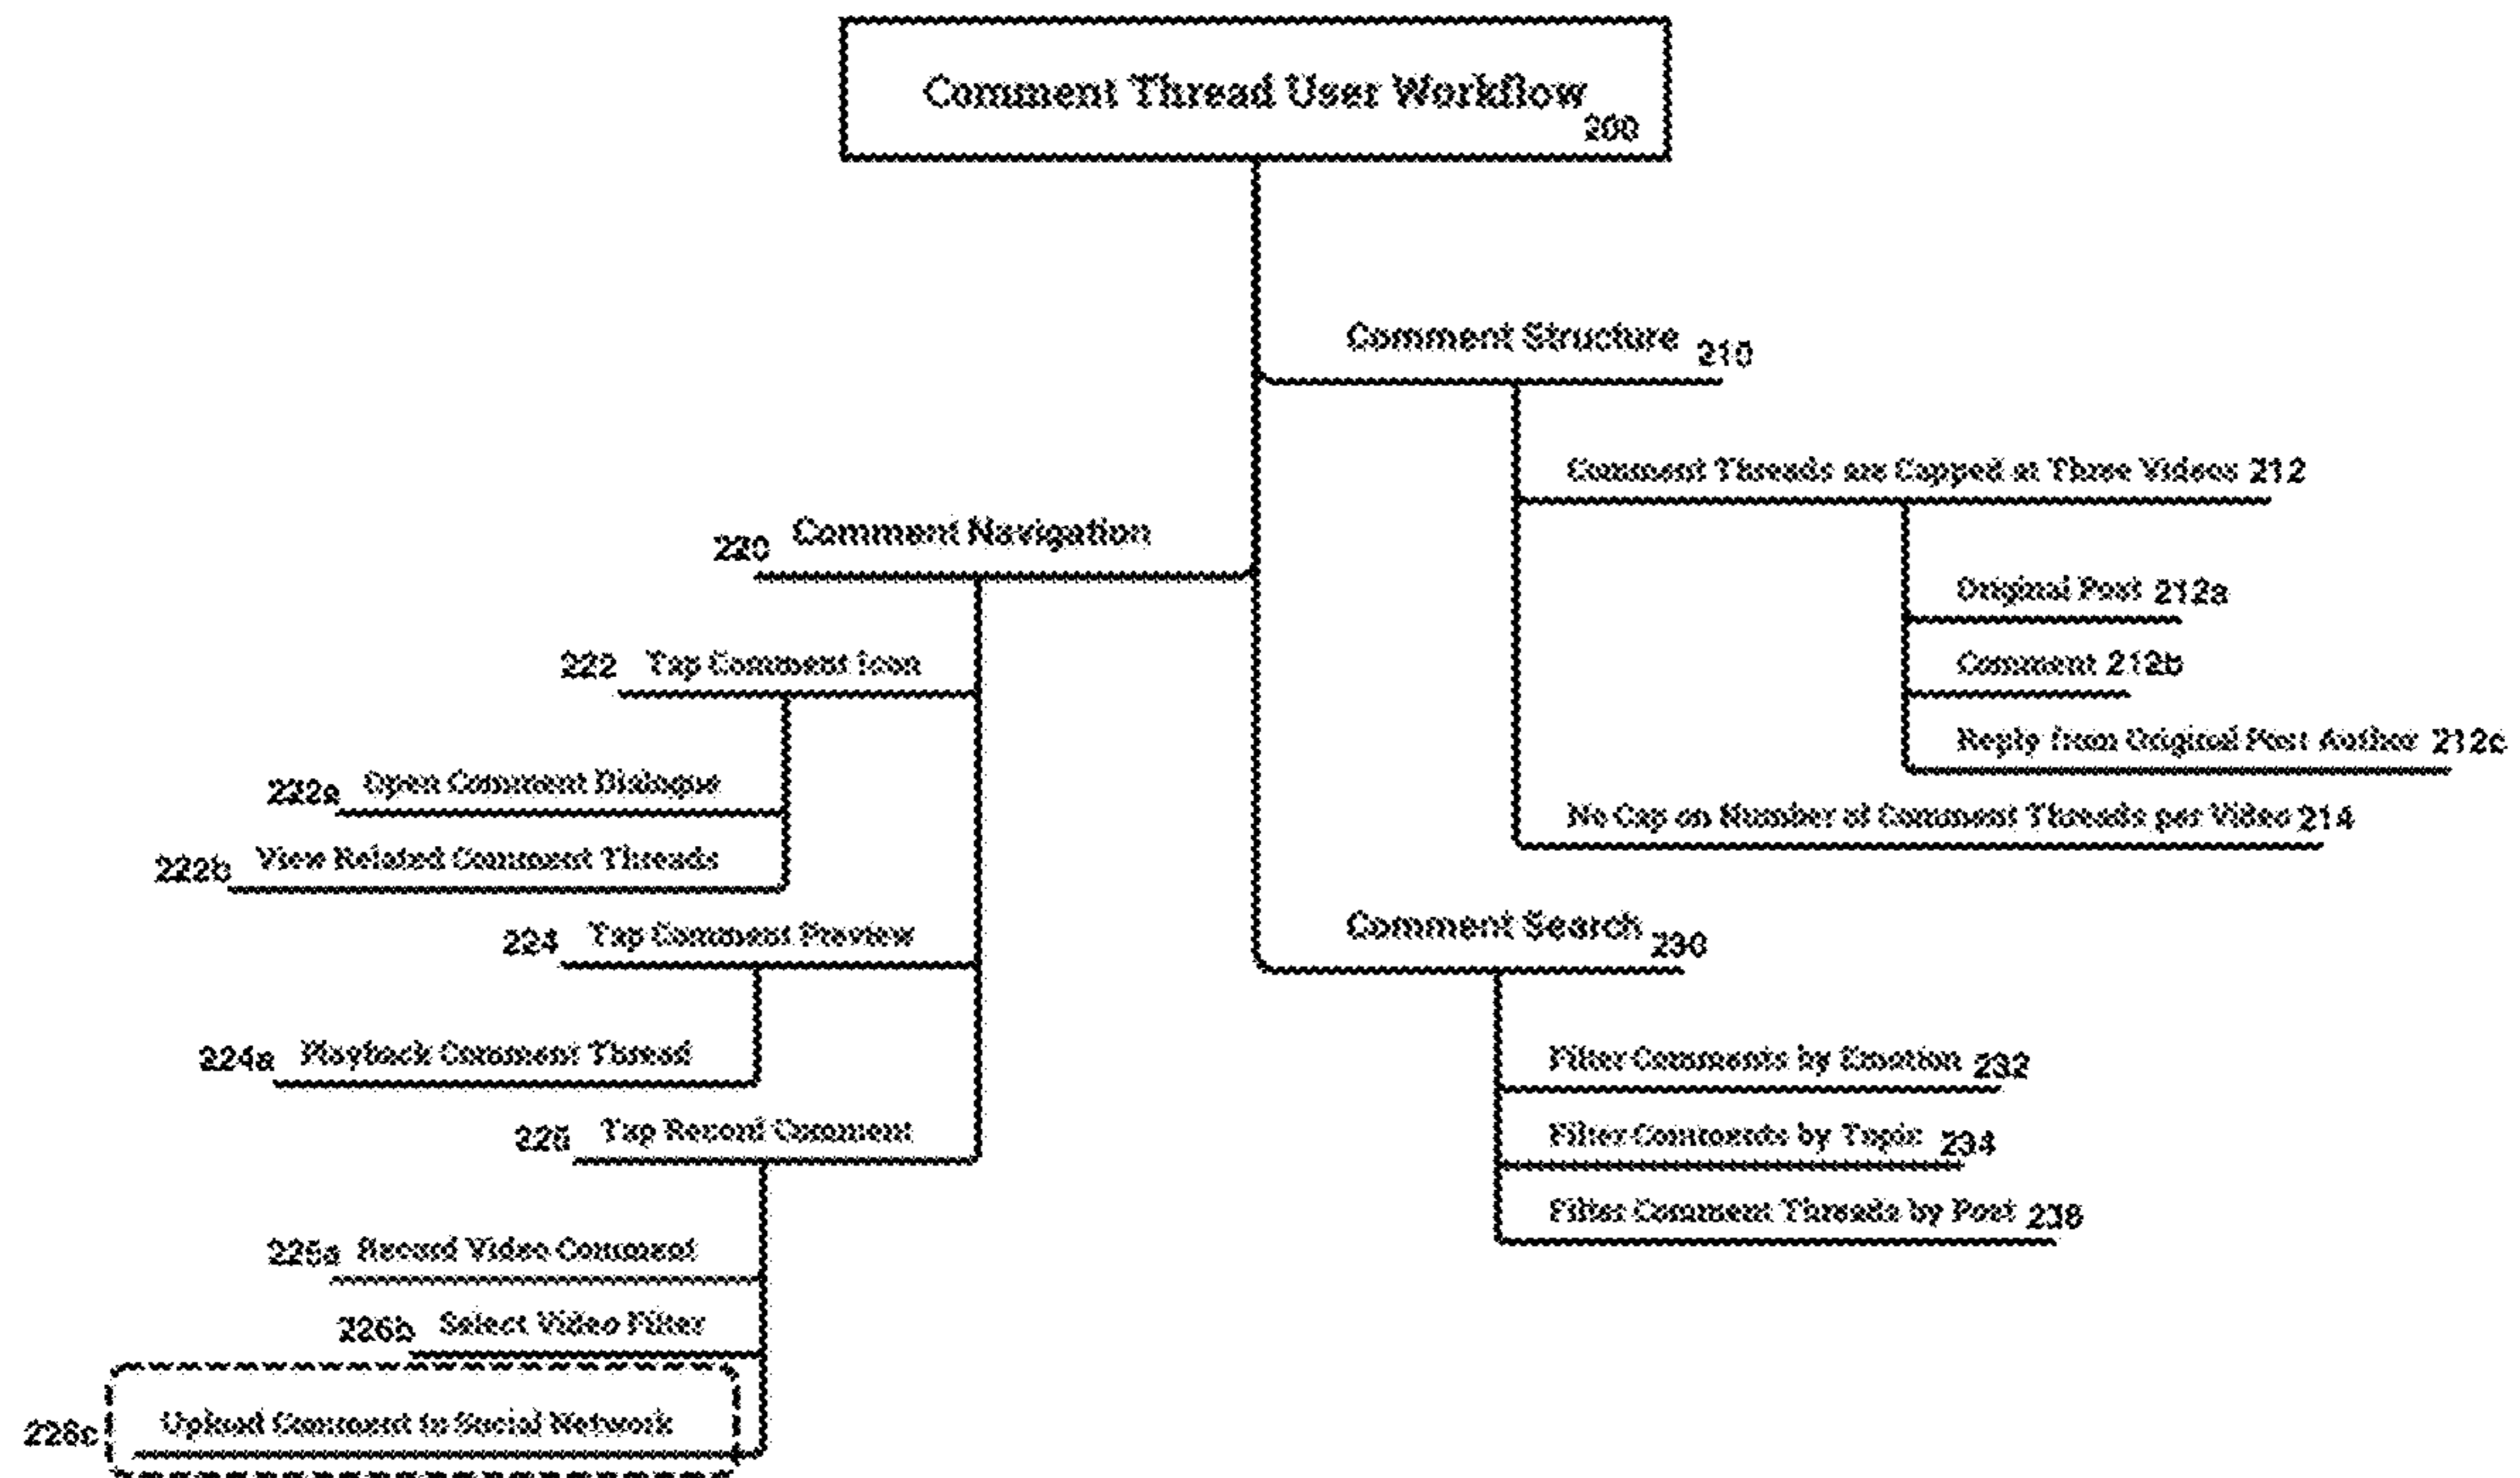 Comment Thread User Workflow
200
Comment Structure 210
Comment Threads are Capped at Three Videos 212
Original Post 212a
Comment 212b
Reply from Original Post Author 212c
No Cap on Number of Comment Threads per Video 214
220 Comment Navigation
222 Tap Comment Icon
222a Open Comment Dialogue
222b View Related Comment Threads
224 Tap Comment Preview
224a Playback Comment Thread
226 Tap Record Comment
226a Record Video Comment
226b Select Video Filter
226c Upload Comment to Social Network
Comment Search 230
Filter Comments by Emotion 232
Filter Comments by Topic 234
Filter Comment Threads by Post